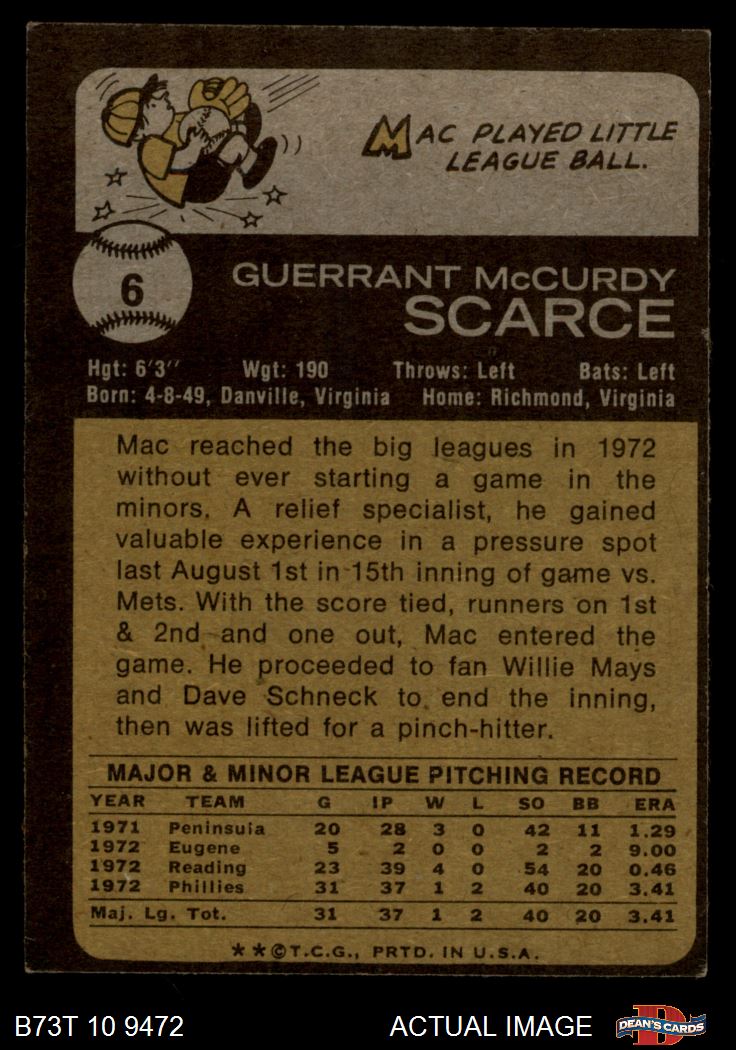 MAC PLAYED LITTLE
LEAGUE BALL.
6
GUERRANT McCURDY
SCARCE
Hgt: 6'3" Wgt: 190 Throws: Left Bats: Left
Born: 4-8-49, Danville, Virginia Home: Richmond, Virginia
Mac reached the big leagues in 1972
without ever starting a game in the
minors. A relief specialist, he gained
valuable experience in a pressure spot
last August 1st in 15th inning of game vs.
Mets. With the score tied, runners on 1st
& 2nd and one out, Mac entered the
game. He proceeded to fan Willie Mays
and Dave Schneck to end the inning,
then was lifted for a pinch-hitter.
MAJOR & MINOR LEAGUE PITCHING RECORD
YEAR TEAM G IP W L SO BB ERA
1971 Peninsula 20 28 3 0 42 11 1.29
1972 Eugene 5 2 0 0 2 2 9.00
1972 Reading 23 39 4 0 54 20 0.46
1972 Phillies 31 37 1 2 40 20 3.41
Maj. Lg. Tot. 31 37 1 2 40 20 3.41
**©T.C.G., PRTD. IN U.S.A.
B73T 10 9472 ACTUAL IMAGE DEAN'S CARDS